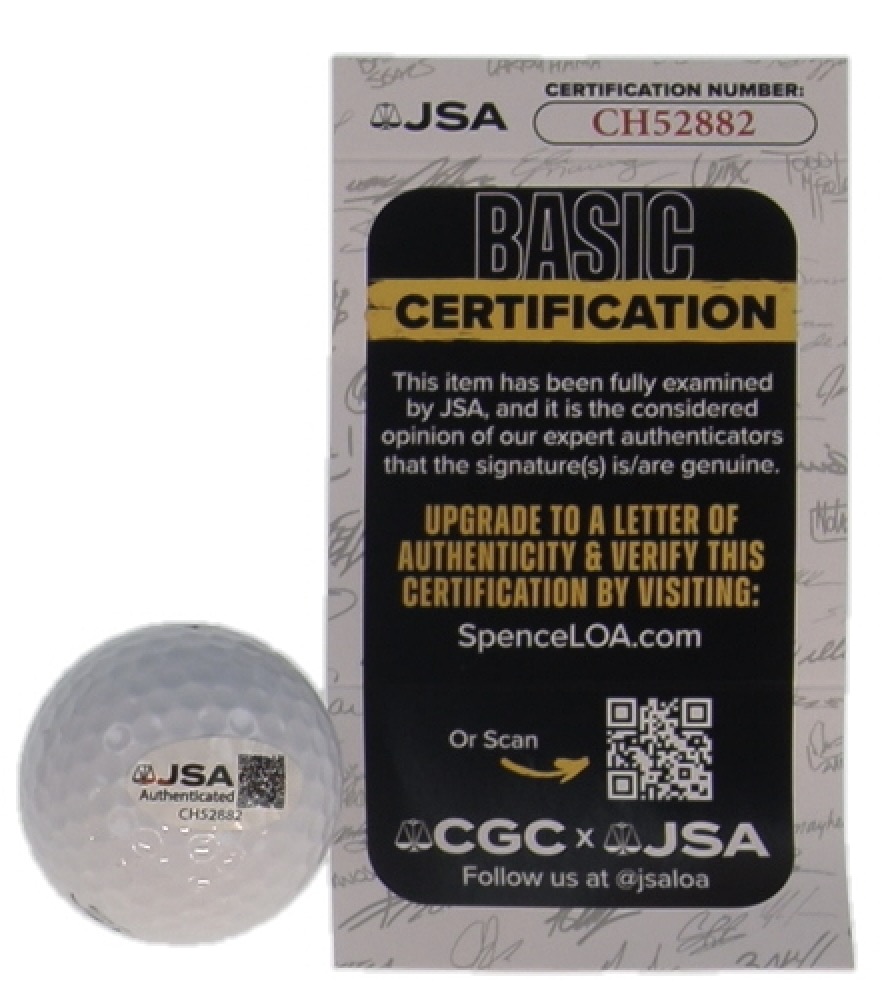 CERTIFICATION NUMBER:
JSA
CH52882
BASIC
CERTIFICATION
This item has been fully examined
by JSA, and it is the considered
opinion of our expert authenticators
that the signature(s) is/are genuine.
UPGRADE TO A LETTER OF
AUTHENTICITY & VERIFY THIS
CERTIFICATION BY VISITING:
SpenceLOA.com
Or Scan
CGC x JSA
Follow us at @jsaloa
JSA
Authenticated
CH52882